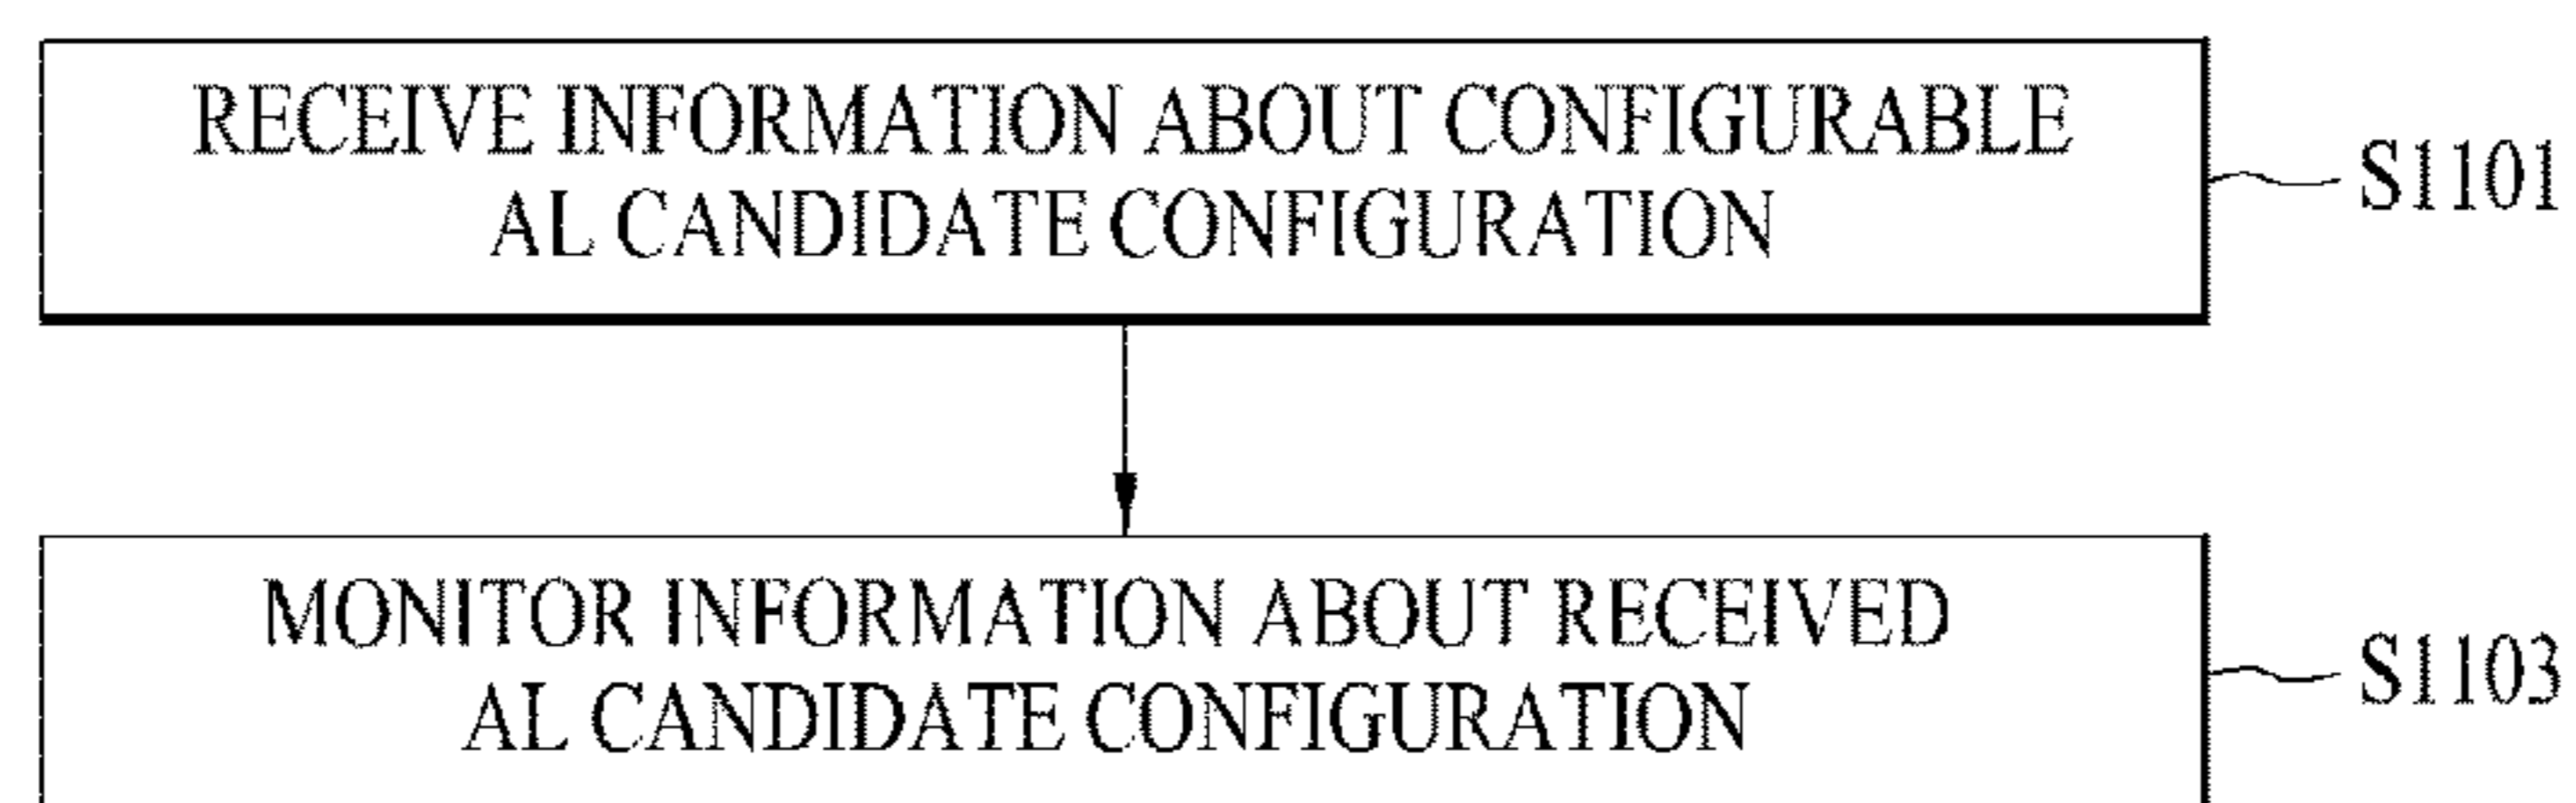 RECEIVE INFORMATION ABOUT CONFIGURABLE
AL CANDIDATE CONFIGURATION
S1101
MONITOR INFORMATION ABOUT RECEIVED
AL CANDIDATE CONFIGURATION
S1103